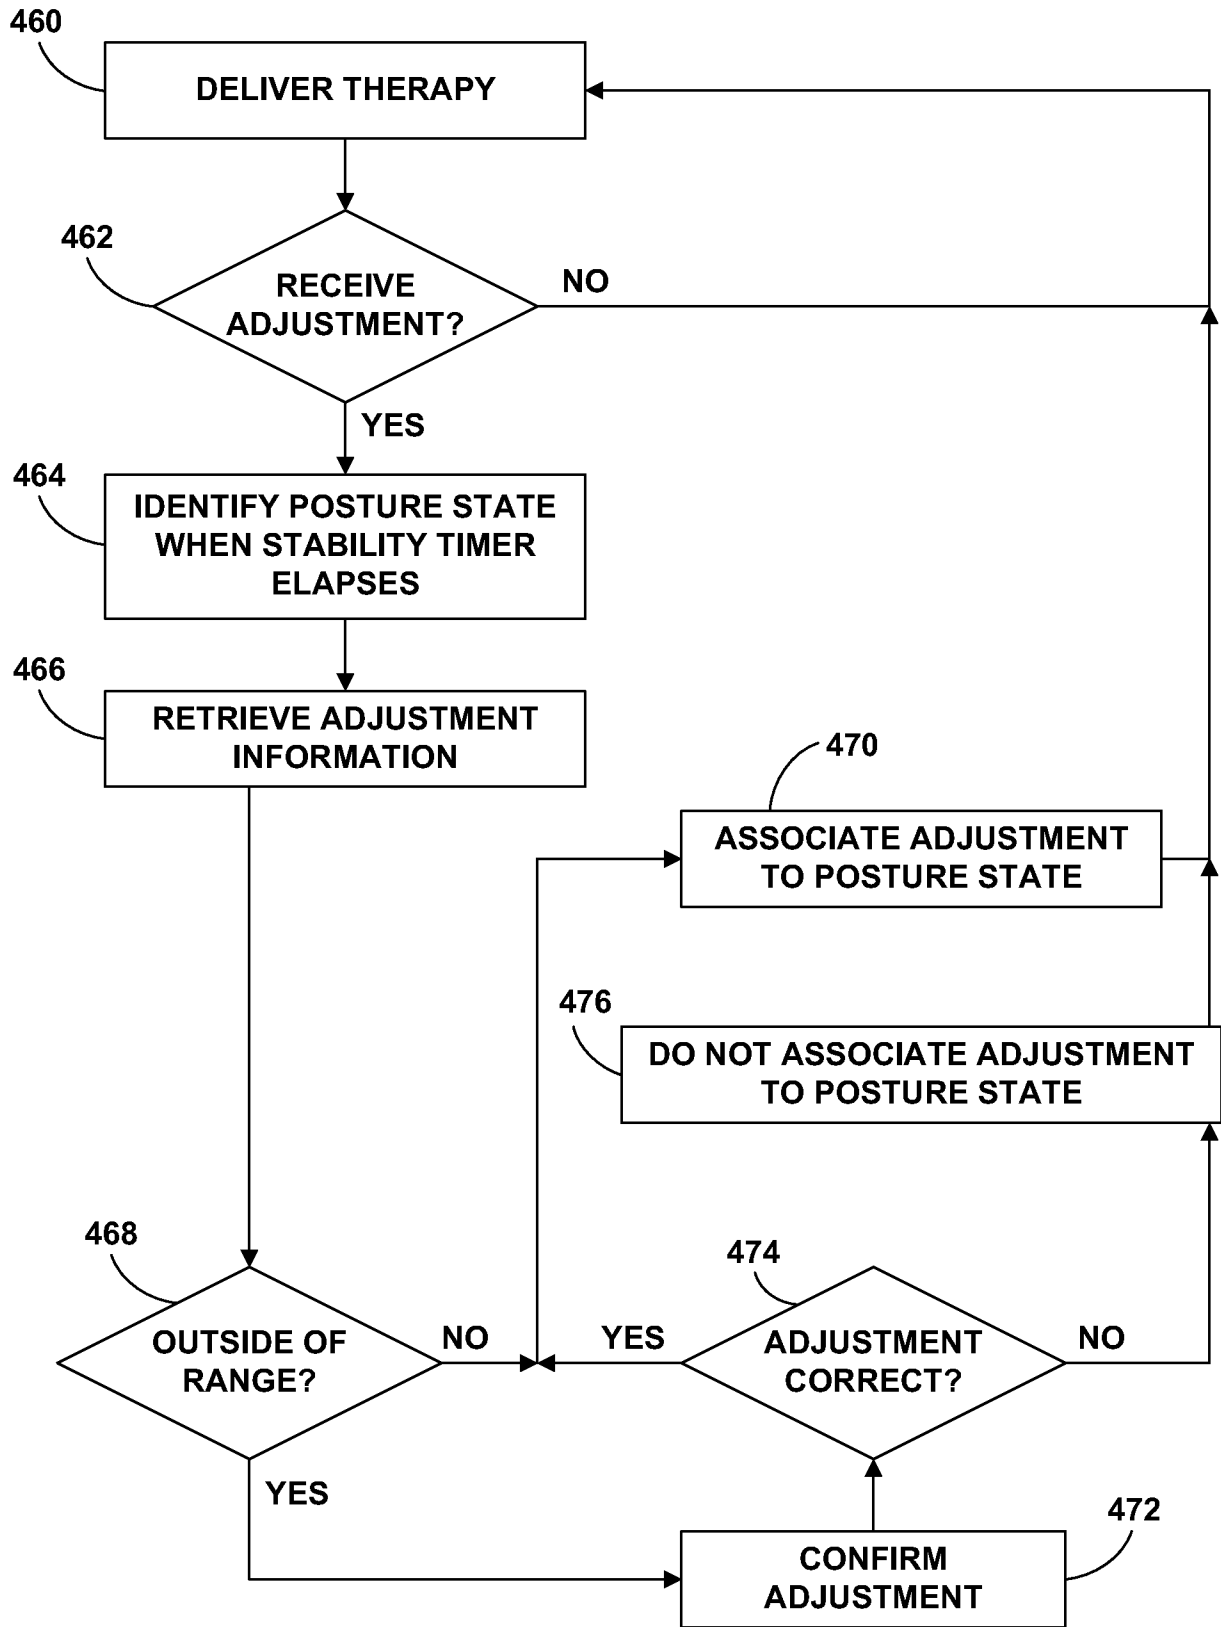 460
DELIVER THERAPY
462
RECEIVE
ADJUSTMENT?
NO
YES
464
IDENTIFY POSTURE STATE
WHEN STABILITY TIMER
ELAPSES
466
RETRIEVE ADJUSTMENT
INFORMATION
470
ASSOCIATE ADJUSTMENT
TO POSTURE STATE
476
DO NOT ASSOCIATE ADJUSTMENT
TO POSTURE STATE
468
OUTSIDE OF
RANGE?
NO
YES
474
YES
ADJUSTMENT
CORRECT?
NO
472
CONFIRM
ADJUSTMENT